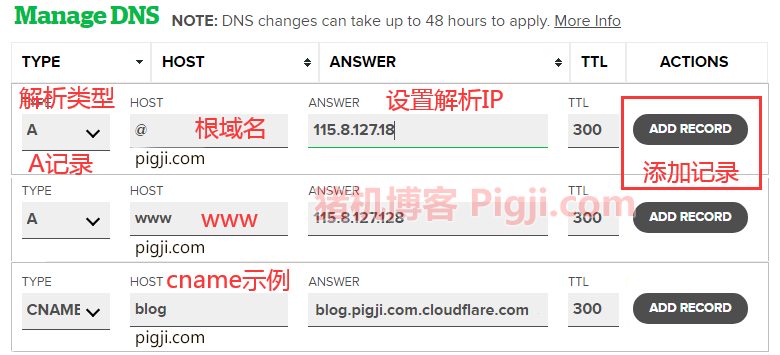 Manage DNS NOTE: DNS changes can take up to 48 hours to apply. More Info
TYPE HOST ANSWER TTL ACTIONS
解析类型 设置解析IP
TYPE HOST ANSWER TTL
A @ 根域名 115.8.127.18 300 ADD RECORD
A记录 pigji.com 添加记录
TYPE HOST ANSWER TTL
猪机博客 Pigji.com
A www www 115.8.127.128 300 ADD RECORD
pigji.com
TYPE HOST cname示例 ANSWER TTL
CNAME blog blog.pigji.com.cloudflare.com 300 ADD RECORD
pigji.com